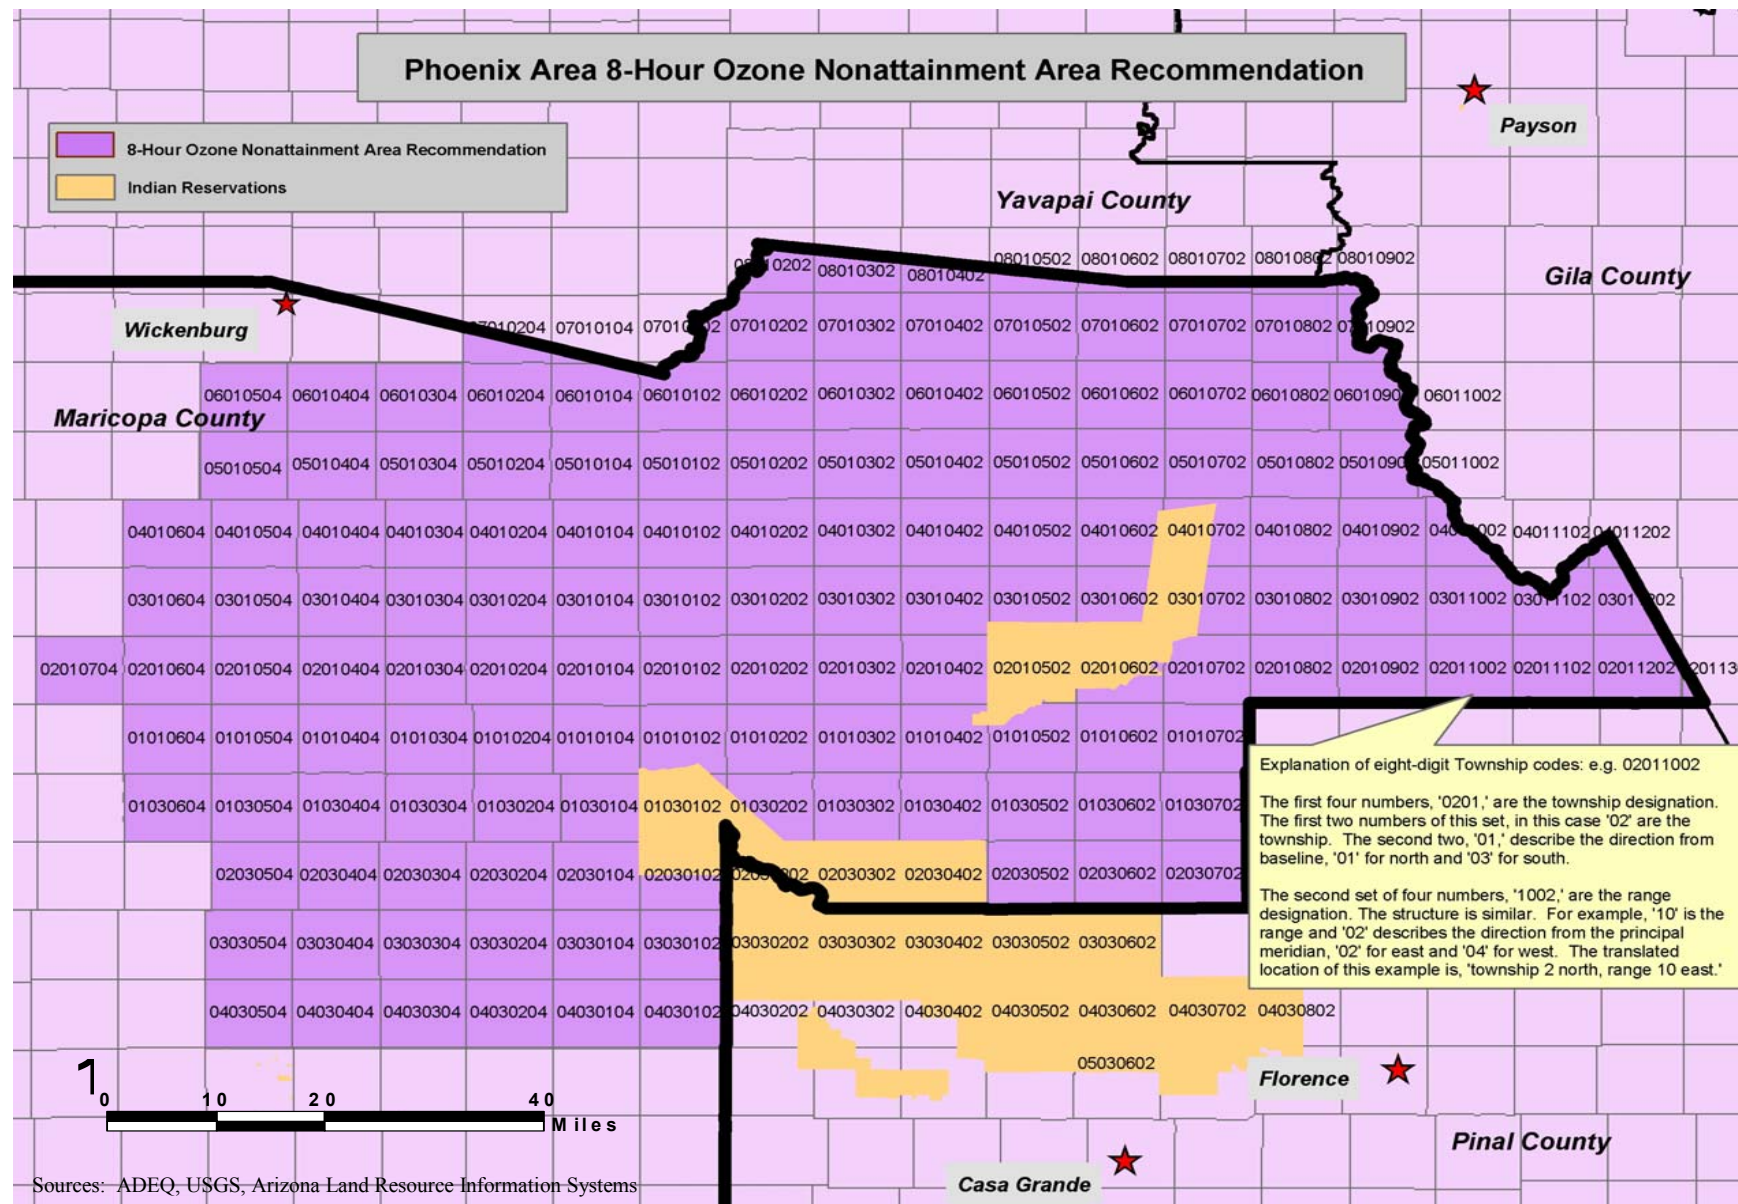 Phoenix Area 8-Hour Ozone Nonattainment Area Recommendation
Payson
8-Hour Ozone Nonattainment Area Recommendation
Indian Reservations
Yavapai County
08010502 08010602 08010702 08010802 08010902
08010302 08010402
Gila County
Wickenburg
07010104
07010202 07010302 07010402 07010502 07010602 07010702 07010802
Maricopa County
06010504 06010404 06010304 06010204 06010104 06010102 06010202 06010302 06010402 06010502 06010602 06010702 06010802 06011002
05010504 05010404 05010304 05010204 05010104 05010102 05010202 05010302 05010402 05010502 05010602 05010702 05010802 05011002
04010604 04010504 04010404 04010304 04010204 04010104 04010102 04010202 04010302 04010402 04010502 04010602 04010702 04010802 04010902 04011102 04011202
03010604 03010504 03010404 03010304 03010204 03010104 03010102 03010202 03010302 03010402 03010502 03010602 03010702 03010802 03010902 03011002 03011102
02010704 02010604 02010504 02010404 02010304 02010204 02010104 02010102 02010202 02010302 02010402 02010502 02010602 02010702 02010802 02010902 02011002 02011102 02011202
01010604 01010504 01010404 01010304 01010204 01010104 01010102 01010202 01010302 01010402 01010502 01010602 01010702
01030604 01030504 01030404 01030304 01030204 01030104 01030102 01030202 01030302 01030402 01030502 01030602 01030702
02030504 02030404 02030304 02030204 02030104 02030102 02030302 02030402 02030502 02030602 02030702
03030504 03030404 03030304 03030204 03030104 03030102 03030202 03030302 03030402 03030502 03030602
04030504 04030404 04030304 04030204 04030104 04030102 04030202 04030302 04030402 04030502 04030602 04030702 04030802
05030602
Explanation of eight-digit Township codes: e.g. 02011002
The first four numbers, '0201,' are the township designation.
The first two numbers of this set, in this case '02' are the
township. The second two, '01,' describe the direction from
baseline, '01' for north and '03' for south.
The second set of four numbers, '1002,' are the range
designation. The structure is similar. For example, '10' is the
range and '02' describes the direction from the principal
meridian, '02' for east and '04' for west. The translated
location of this example is, 'township 2 north, range 10 east.'
Florence
1
0 10 20 40
Miles
Pinal County
Casa Grande
Sources: ADEQ, USGS, Arizona Land Resource Information Systems